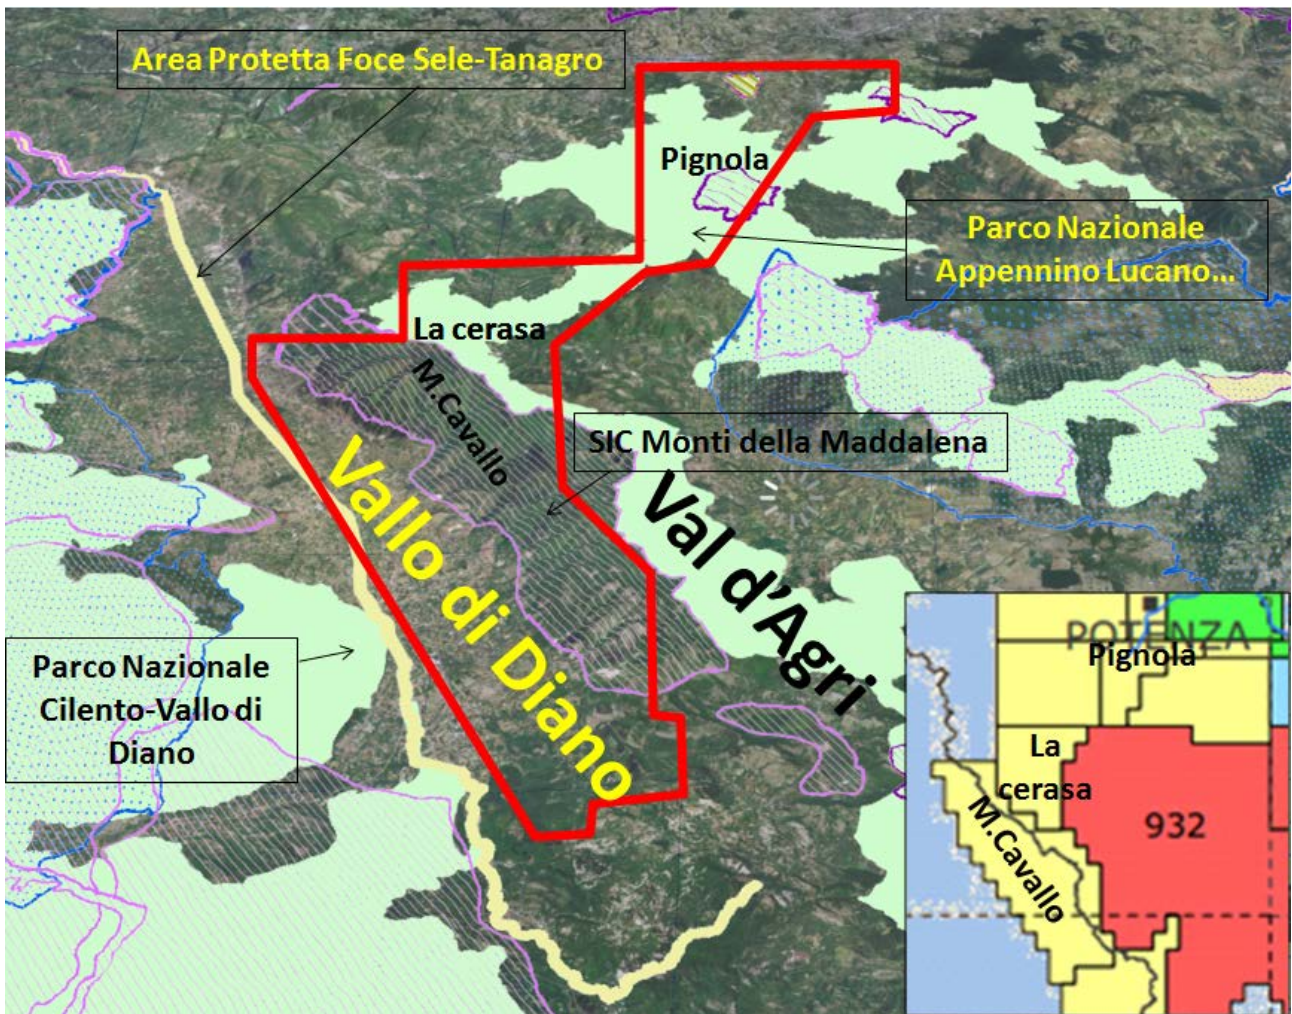 Area Protetta Foce Sele-Tanagro
Pignola
Parco Nazionale
Appennino Lucano...
La cerasa
M.Cavallo
SIC Monti della Maddalena
Vallo di Diano
Val d'Agri
Parco Nazionale
Cilento-Vallo di
Diano
POTENZA
Pignola
La
cerasa
932
M.Cavallo